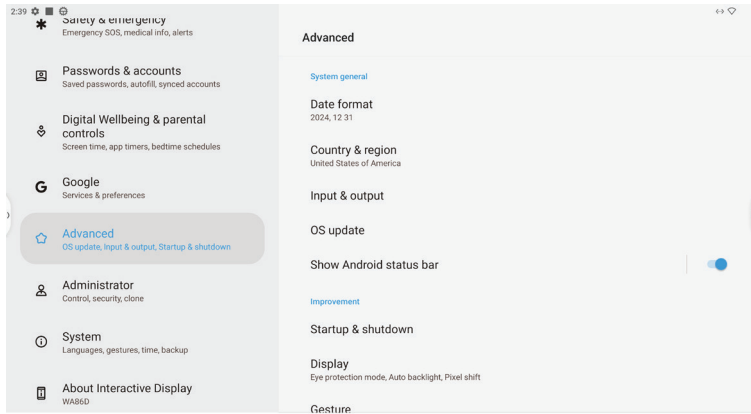 2:39
Safety & emergency
Emergency SOS, medical info, alerts
Passwords & accounts
Saved passwords, autofill, synced accounts
Digital Wellbeing & parental
controls
Screen time, app timers, bedtime schedules
Google
Services & preferences
Advanced
OS update, Input & output, Startup & shutdown
Administrator
Control, security, clone
System
Languages, gestures, time, backup
About Interactive Display
WA86D
Advanced
System general
Date format
2024, 12 31
Country & region
United States of America
Input & output
OS update
Show Android status bar
Improvement
Startup & shutdown
Display
Eye protection mode, Auto backlight, Pixel shift
Gesture